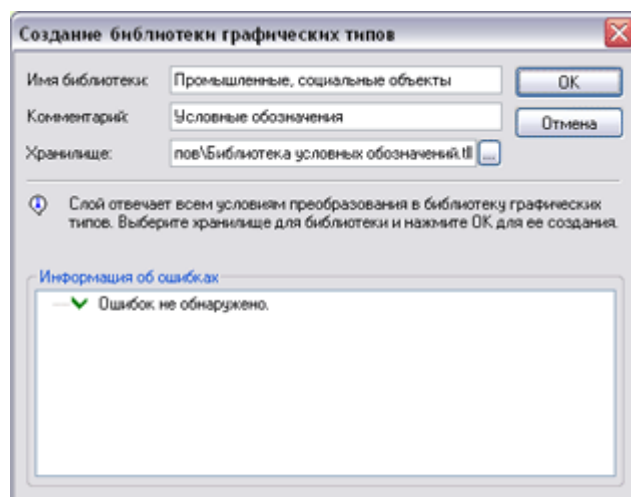 Создание библиотеки графических типов
Имя библиотеки: Промышленные, социальные объекты OK
Комментарий: Условные обозначения Отмена
Хранилище: пов\Библиотека условных обозначений.tll ...
Слой отвечает всем условиям преобразования в библиотеку графических
типов. Выберите хранилище для библиотеки и нажмите ОК для ее создания.
Информация об ошибках
Ошибок не обнаружено.